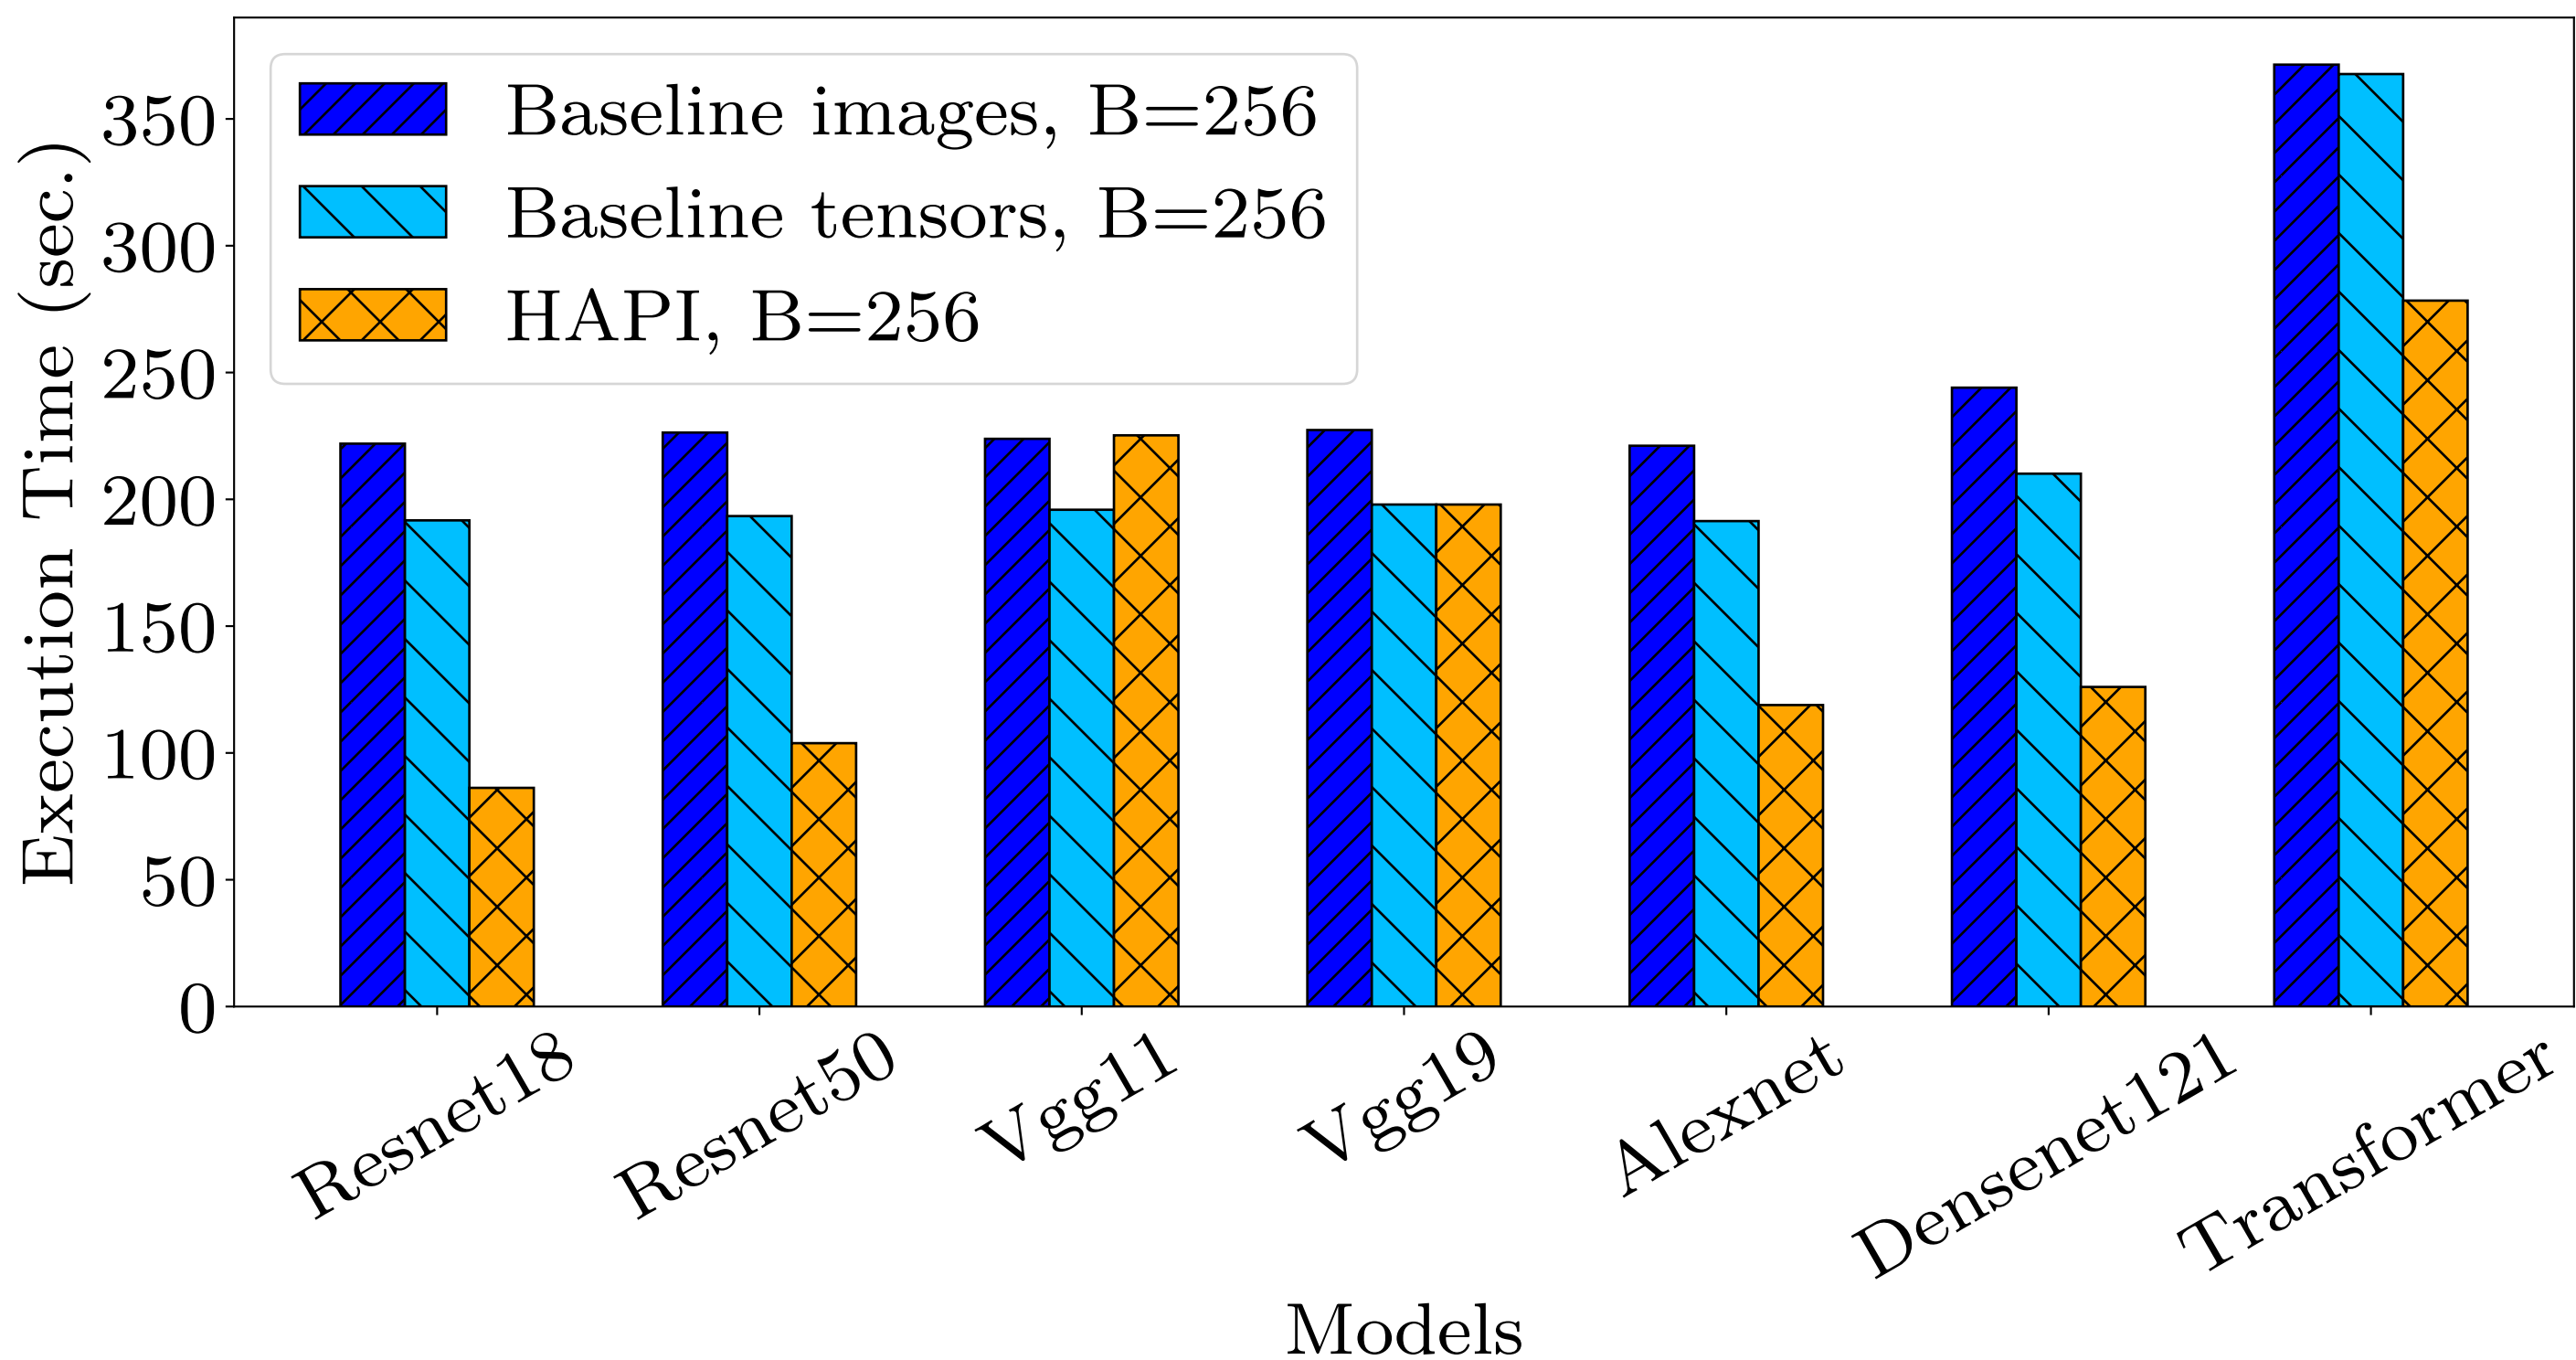 Baseline images, B=256
Baseline tensors, B=256
HAPI, B=256
Execution Time (sec.)
350
300
250
200
150
100
50
0
Resnet18
Resnet50
Vgg11
Vgg19
Alexnet
Densenet121
Transformer
Models